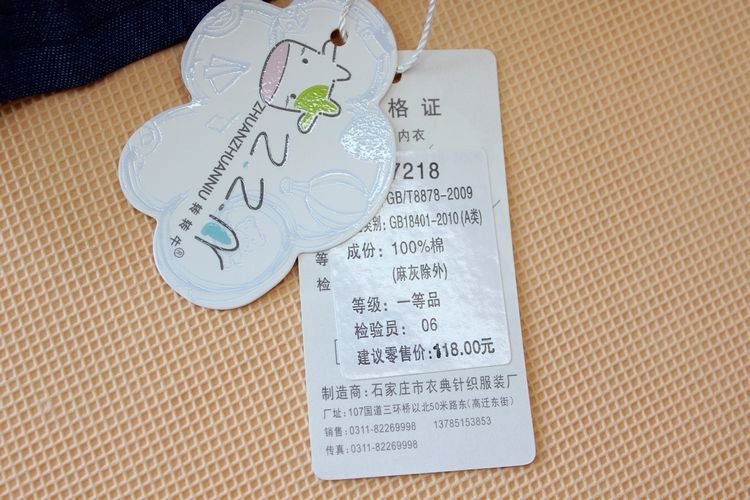 ZZN
ZHUANZHUANNIU 转转牛®
格证
内衣
7218
GB/T8878-2009
类别: GB18401-2010 (A类)
成份: 100%棉
(麻灰除外)
等级: 一等品
检验员: 06
建议零售价:118.00元
等
检
制造商: 石家庄市衣典针织服装厂
厂址: 107国道三环桥以北50米路东(高迁东街)
销售: 0311-82269998 13785153853
传真: 0311-82269998